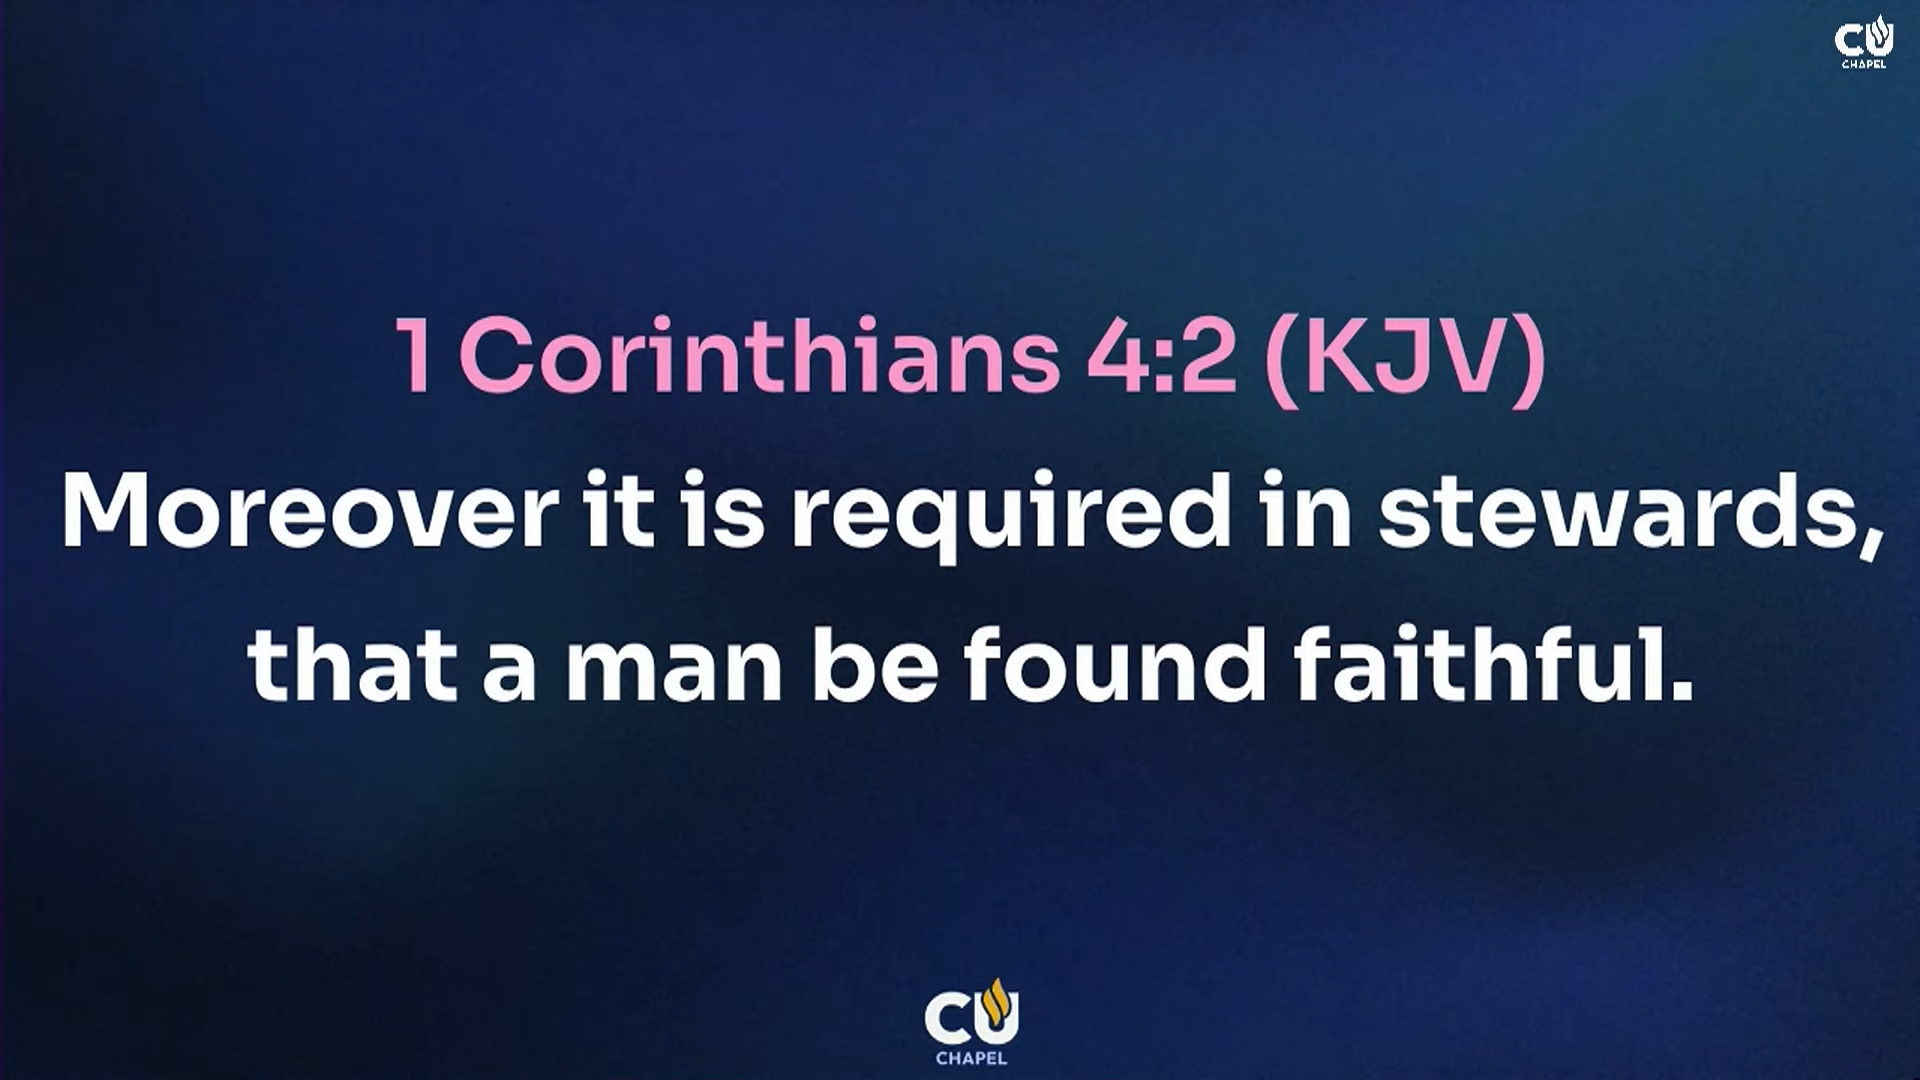 CU
CHAPEL
1 Corinthians 4:2 (KJV)
Moreover it is required in stewards,
that a man be found faithful.
CU
CHAPEL